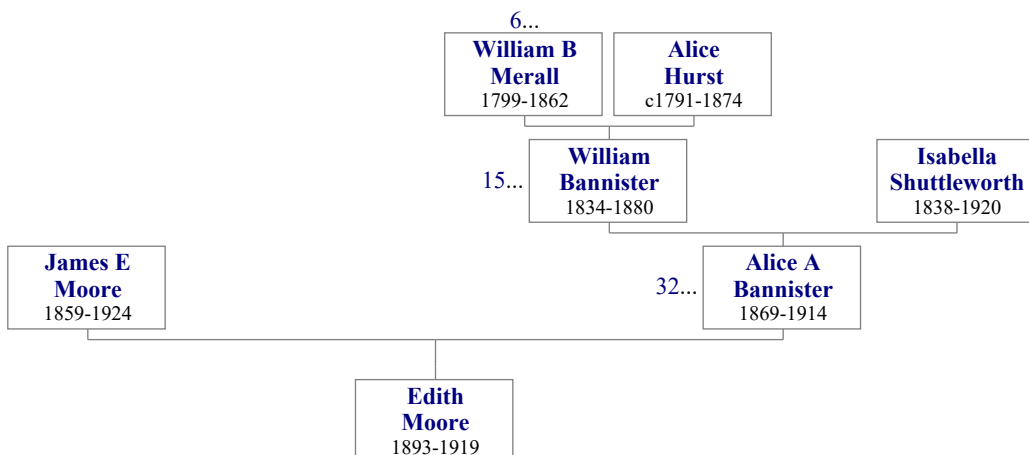 6...
William B
Merall
1799-1862
Alice
Hurst
c1791-1874
15...
William
Bannister
1834-1880
Isabella
Shuttleworth
1838-1920
James E
Moore
1859-1924
32...
Alice A
Bannister
1869-1914
Edith
Moore
1893-1919